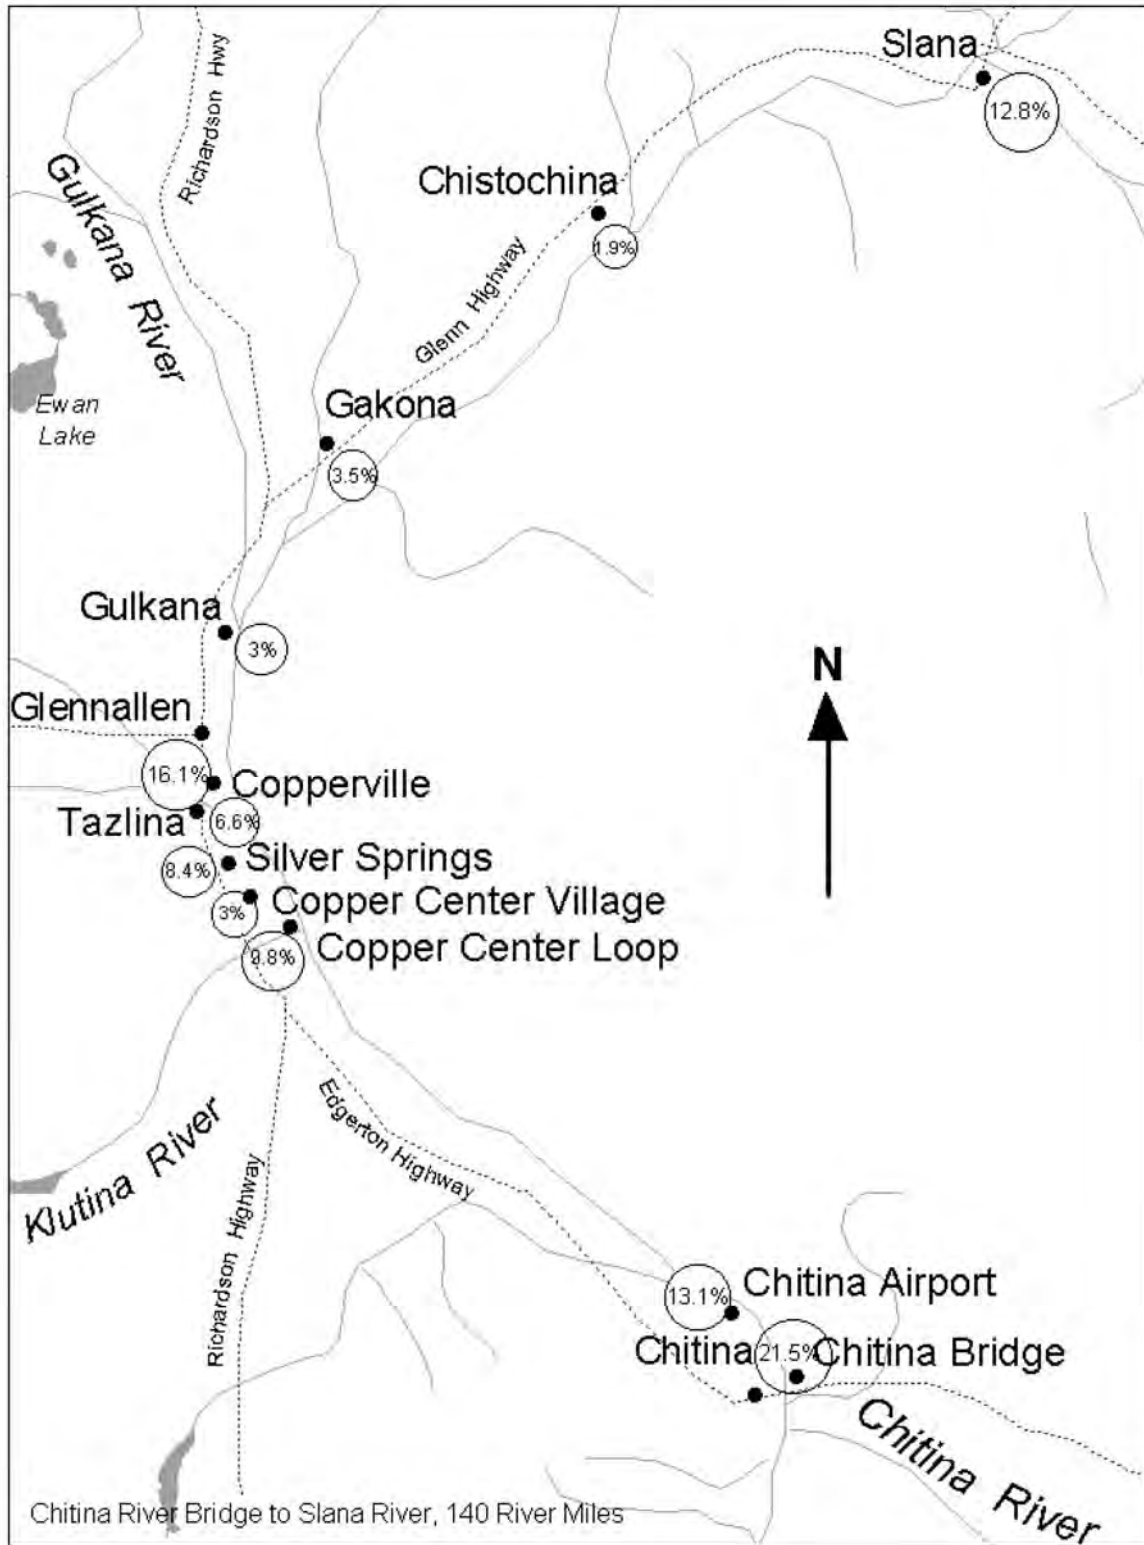 Slana
12.8%
Richardson Hwy
Gulkana River
Chistochina
1.9%
Glenn Highway
Ewan
Lake
Gakona
3.5%
Gulkana
3%
N
Glennallen
16.1%
Copperville
Tazlina
6.6%
8.4%
Silver Springs
3%
Copper Center Village
9.8%
Copper Center Loop
Edgerton Highway
Klutina River
Richardson Highway
13.1%
Chitina Airport
Chitina
21.5%
Chitina Bridge
Chitina River
Chitina River Bridge to Slana River, 140 River Miles